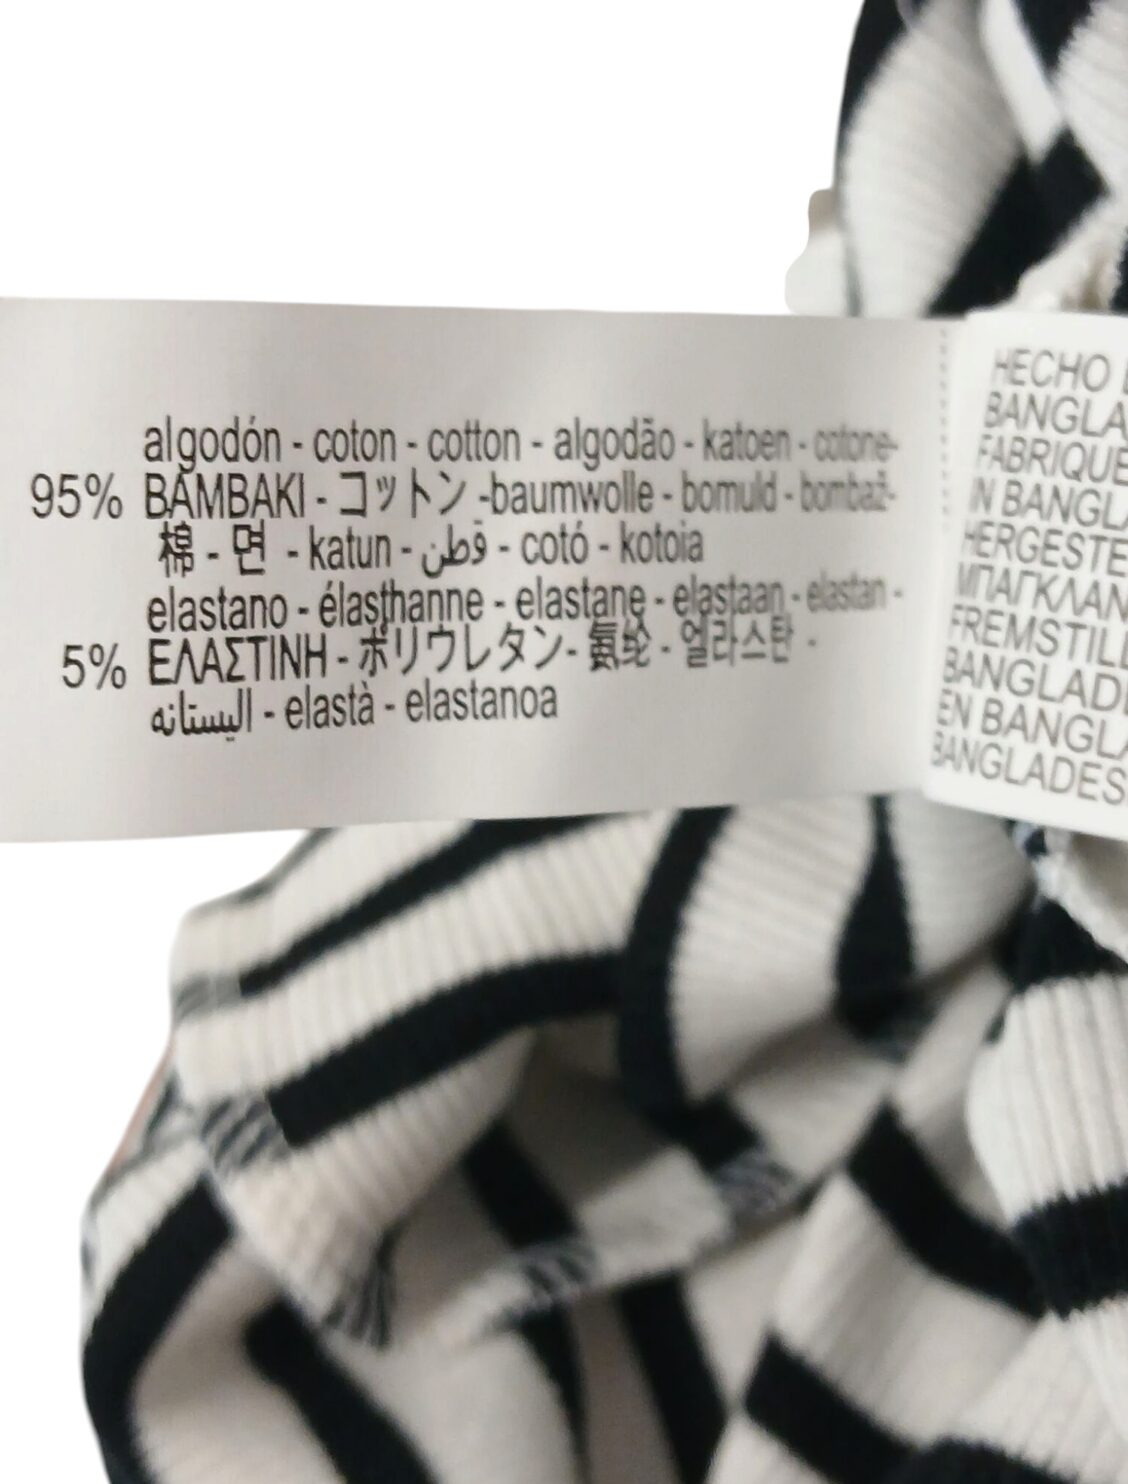 algodón - coton - cotton - algodão - katoen - cotone-
95% BAMBAKI - コットン -baumwolle - bomuld - bombaž-
棉 - 면 - katun - قطن - cotó - kotoia
elastano - élasthanne - elastane - elastaan - elastan -
5% ΕΛΑΣΤΙΝΗ - ポリウレタン- 氨纶 - 엘라스탄 -
اليستانه - elastà - elastanoa
HECHO
BANGLA
FABRIQUÉ
IN BANGLA
HERGESTE
ΜΠΑΓΚΛΑΝ
FREMSTILL
BANGLADE
EN BANGLA
BANGLADES